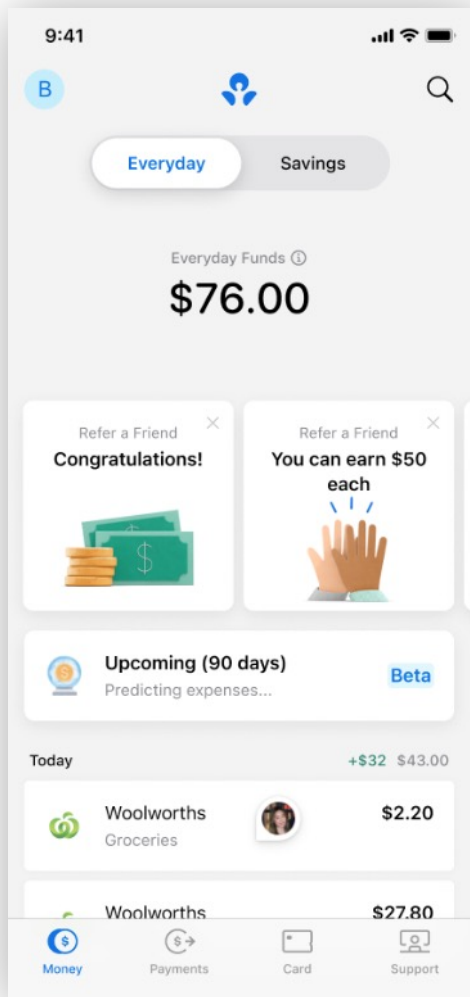 9:41
B
Everyday Savings
Everyday Funds
$76.00
Refer a Friend
Congratulations!
Refer a Friend
You can earn $50
each
Upcoming (90 days)
Beta
Predicting expenses...
Today +$32 $43.00
Woolworths $2.20
Groceries
Woolworths $27.80
Money Payments Card Support